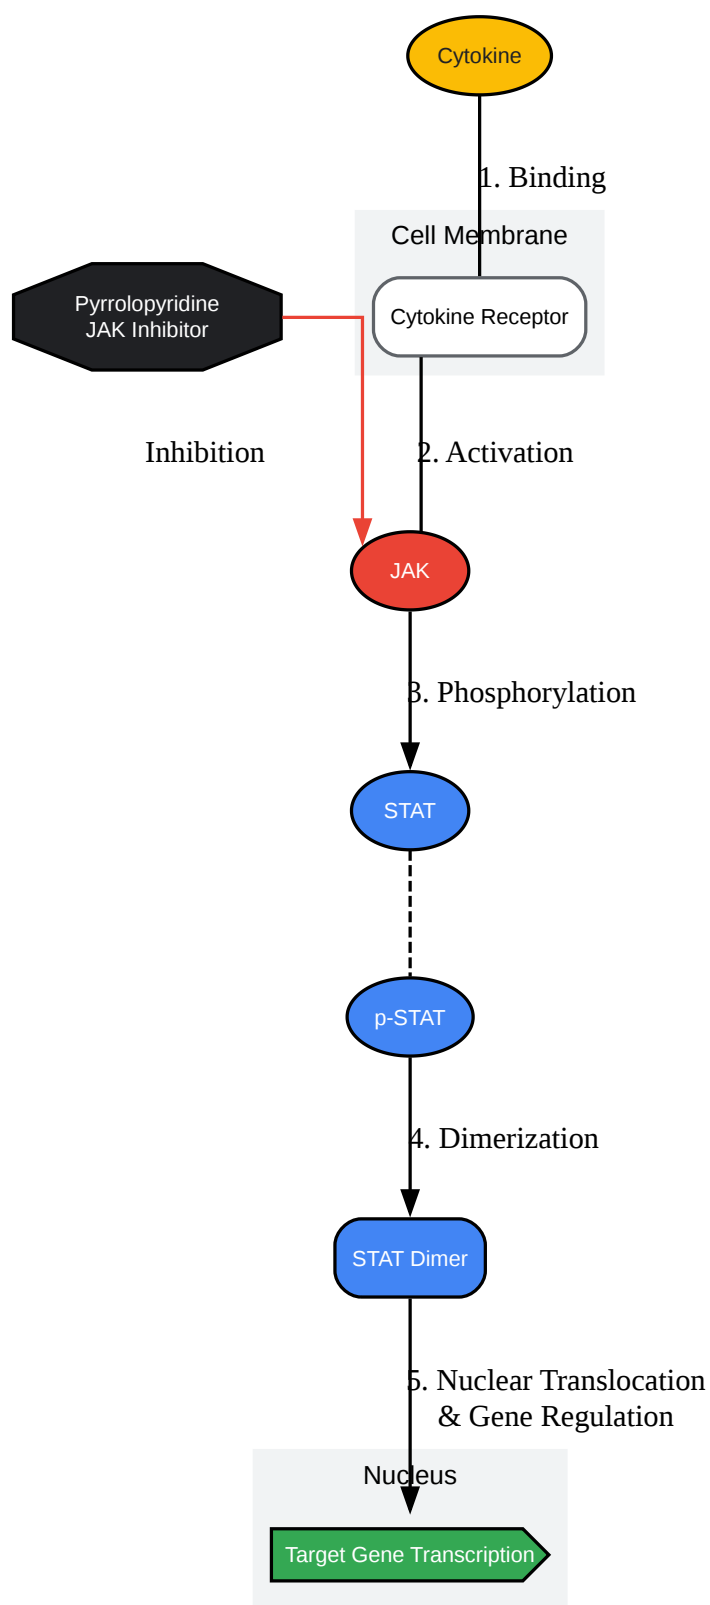 Cytokine
1. Binding
Cell Membrane
Pyrrolopyridine
JAK Inhibitor
Cytokine Receptor
Inhibition
2. Activation
JAK
3. Phosphorylation
STAT
p-STAT
4. Dimerization
STAT Dimer
5. Nuclear Translocation
& Gene Regulation
Nucleus
Target Gene Transcription